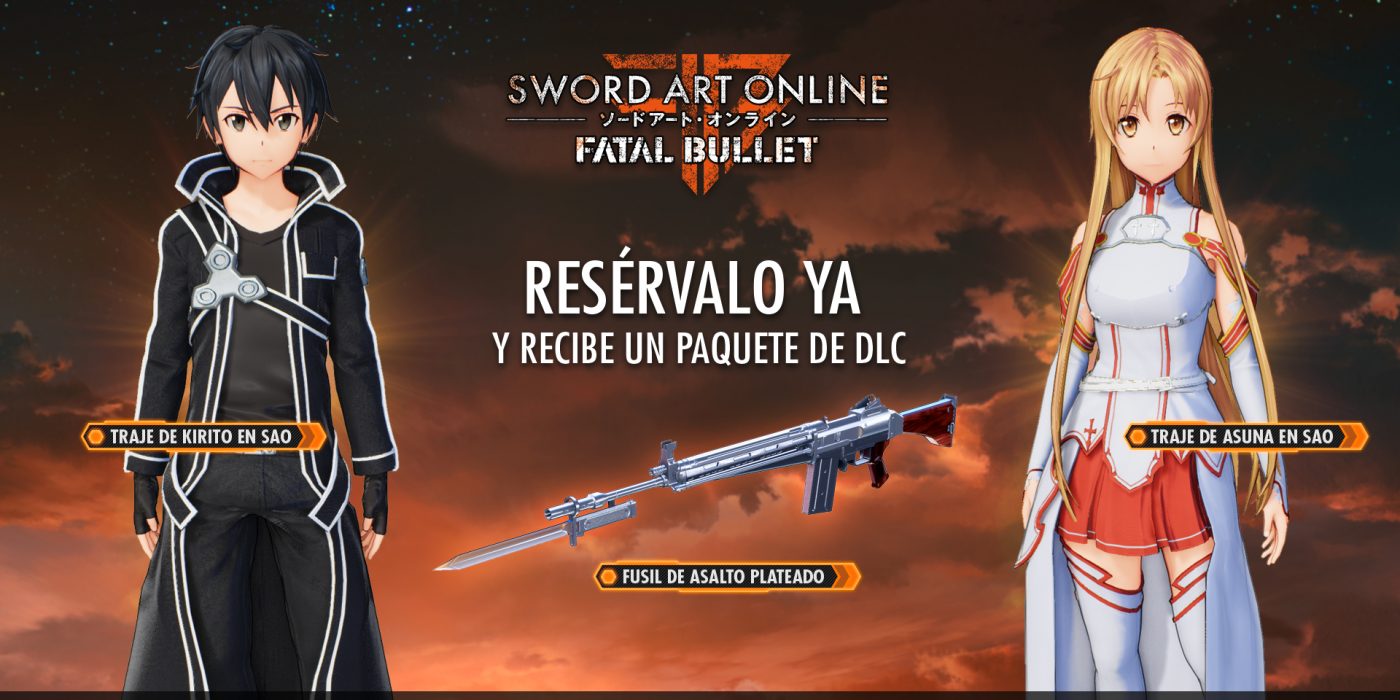 SWORD ART ONLINE
ソードアート・オンライン
FATAL BULLET
RESÉRVALO YA
Y RECIBE UN PAQUETE DE DLC
TRAJE DE KIRITO EN SAO
TRAJE DE ASUNA EN SAO
FUSIL DE ASALTO PLATEADO